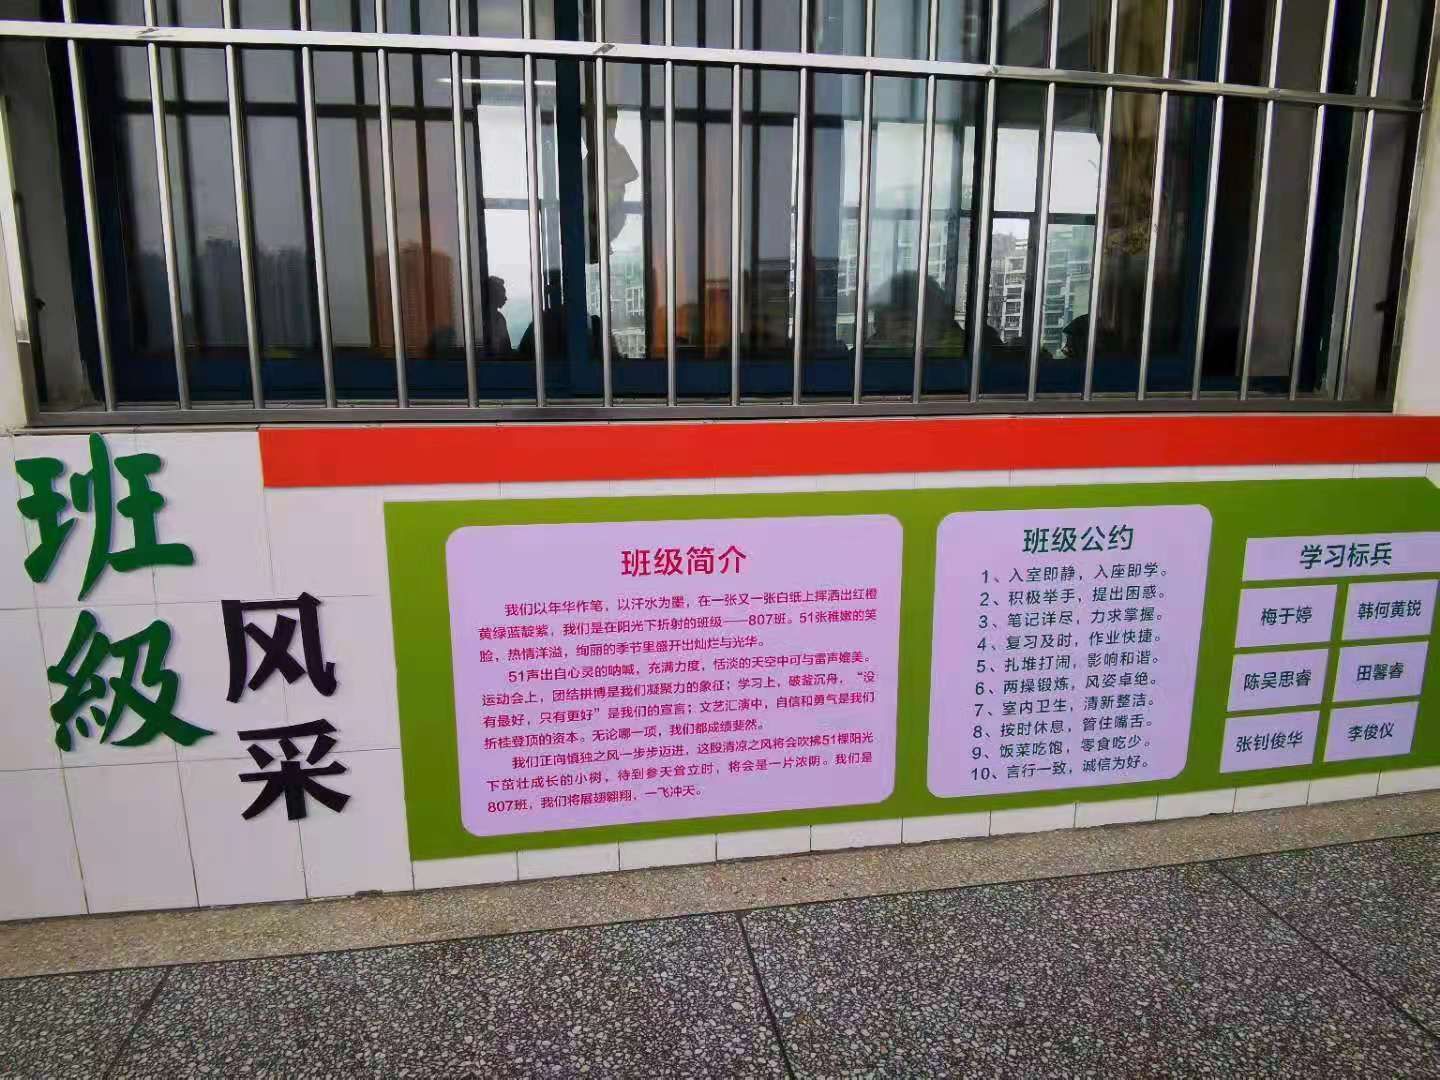 班級
风采
班级简介
我们以年华作笔，以汗水为墨，在一张又一张白纸上挥洒出红橙
黄绿蓝靛紫，我们是在阳光下折射的班级——807班。51张稚嫩的笑
脸，热情洋溢，绚丽的季节里盛开出灿烂与光华。
51声出自心灵的呐喊，充满力度，恬淡的天空中可与雷声媲美。
运动会上，团结拼博是我们凝聚力的象征；学习上，破釜沉舟，“没
有最好，只有更好”是我们的宣言；文艺汇演中，自信和勇气是我们
折桂登顶的资本。无论哪一项，我们都成绩斐然。
我们正向慎独之风一步步迈进，这股清凉之风将会吹拂51棵阳光
下茁壮成长的小树，待到参天耸立时，将会是一片浓阴。我们是
807班，我们将展翅翱翔，一飞冲天。
班级公约
1、入室即静，入座即学。
2、积极举手，提出困惑。
3、笔记详尽，力求掌握。
4、复习及时，作业快捷。
5、扎堆打闹，影响和谐。
6、两操锻炼，风姿卓绝。
7、室内卫生，清新整洁。
8、按时休息，管住嘴舌。
9、饭菜吃饱，零食吃少。
10、言行一致，诚信为好。
学习标兵
梅于婷 韩何黄锐
陈吴思睿 田馨睿
张钊俊华 李俊仪